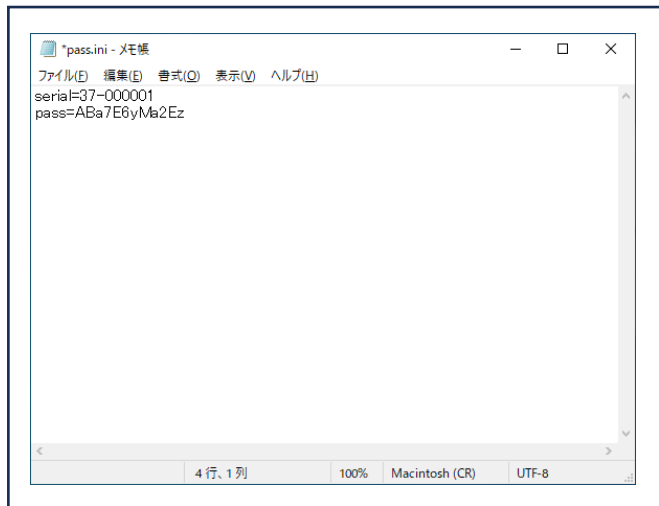 *pass.ini - メモ帳
ファイル(F) 編集(E) 書式(O) 表示(V) ヘルプ(H)
serial=37-000001
pass=ABa7E6yMa2Ez
4 行、1 列 100% Macintosh (CR) UTF-8